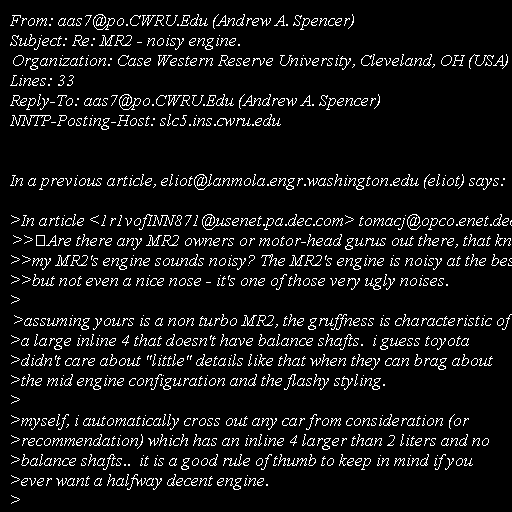 From: aas7@po.CWRU.Edu (Andrew A. Spencer)
Subject: Re: MR2 - noisy engine.
Organization: Case Western Reserve University, Cleveland, OH (USA)
Lines: 33
Reply-To: aas7@po.CWRU.Edu (Andrew A. Spencer)
NNTP-Posting-Host: slc5.ins.cwru.edu
In a previous article, eliot@lanmola.engr.washington.edu (eliot) says:
>In article <1r1vofINN871@usenet.pa.dec.com> tomacj@opco.enet.dec
>>Are there any MR2 owners or motor-head gurus out there, that kn
>>my MR2's engine sounds noisy? The MR2's engine is noisy at the bes
>>but not even a nice nose - it's one of those very ugly noises.
>
>assuming yours is a non turbo MR2, the gruffness is characteristic of
>a large inline 4 that doesn't have balance shafts.  i guess toyota
>didn't care about "little" details like that when they can brag about
>the mid engine configuration and the flashy styling.
>
>myself, i automatically cross out any car from consideration (or
>recommendation) which has an inline 4 larger than 2 liters and no
>balance shafts..  it is a good rule of thumb to keep in mind if you
>ever want a halfway decent engine.
>